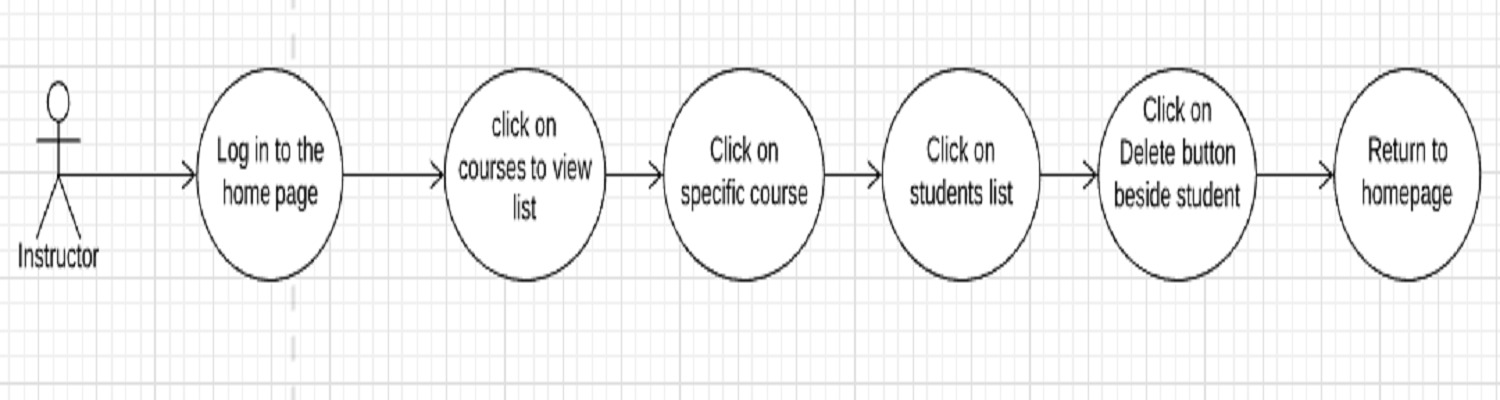 Instructor
Log in to the
home page
click on
courses to view
list
Click on
specific course
Click on
students list
Click on
Delete button
beside student
Return to
homepage